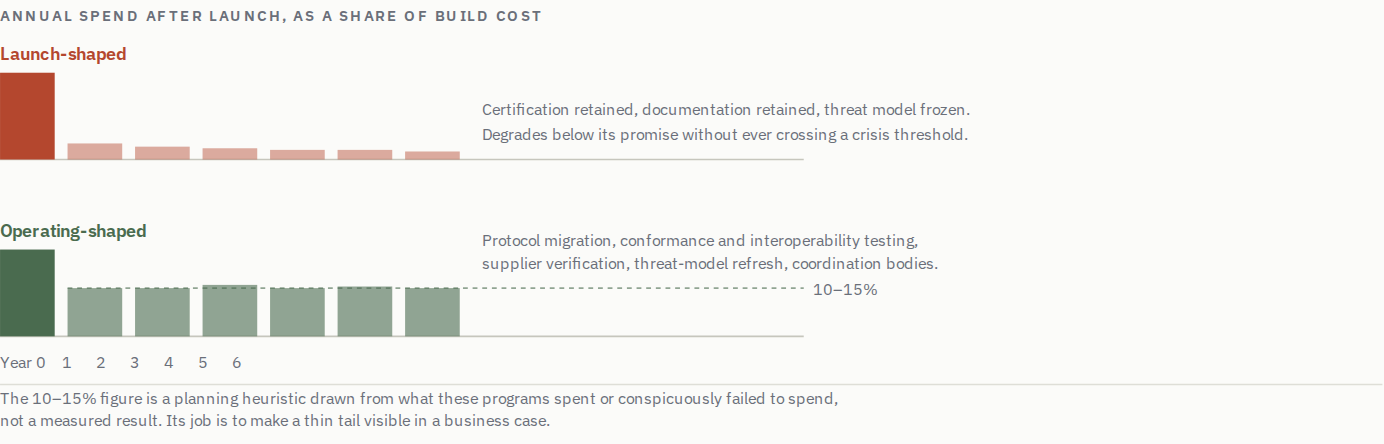 ANNUAL SPEND AFTER LAUNCH, AS A SHARE OF BUILD COST
Launch-shaped
Certification retained, documentation retained, threat model frozen.
Degrades below its promise without ever crossing a crisis threshold.
Operating-shaped
Protocol migration, conformance and interoperability testing,
supplier verification, threat-model refresh, coordination bodies.
10–15%
Year 0 1 2 3 4 5 6
The 10–15% figure is a planning heuristic drawn from what these programs spent or conspicuously failed to spend,
not a measured result. Its job is to make a thin tail visible in a business case.